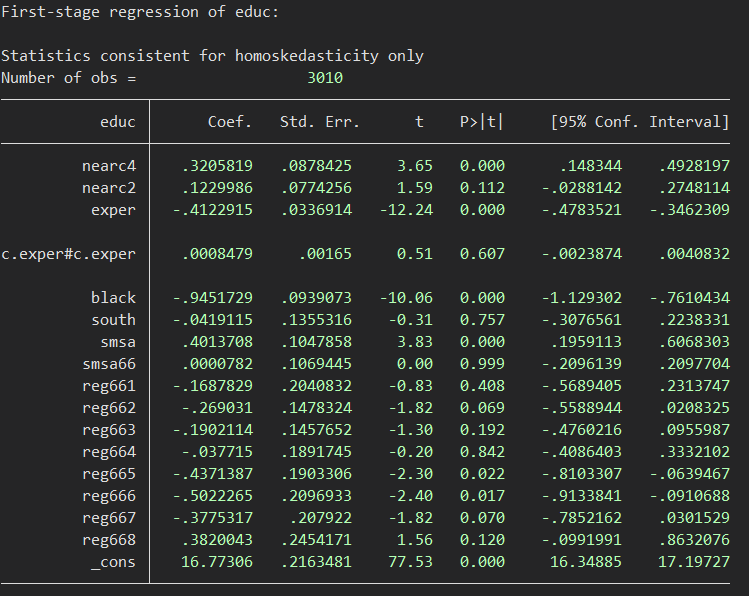 First-stage regression of educ:
Statistics consistent for homoskedasticity only
Number of obs = 3010
educ Coef. Std. Err. t P>|t| [95% Conf. Interval]
nearc4 .3205819 .0878425 3.65 0.000 .148344 .4928197
nearc2 .1229986 .0774256 1.59 0.112 -.0288142 .2748114
exper -.4122915 .0336914 -12.24 0.000 -.4783521 -.3462309
c.exper#c.exper .0008479 .00165 0.51 0.607 -.0023874 .0040832
black -.9451729 .0939073 -10.06 0.000 -1.129302 -.7610434
south -.0419115 .1355316 -0.31 0.757 -.3076561 .2238331
smsa .4013708 .1047858 3.83 0.000 .1959113 .6068303
smsa66 .0000782 .1069445 0.00 0.999 -.2096139 .2097704
reg661 -.1687829 .2040832 -0.83 0.408 -.5689405 .2313747
reg662 -.269031 .1478324 -1.82 0.069 -.5588944 .0208325
reg663 -.1902114 .1457652 -1.30 0.192 -.4760216 .0955987
reg664 -.037715 .1891745 -0.20 0.842 -.4086403 .3332102
reg665 -.4371387 .1903306 -2.30 0.022 -.8103307 -.0639467
reg666 -.5022265 .2096933 -2.40 0.017 -.9133841 -.0910688
reg667 -.3775317 .207922 -1.82 0.070 -.7852162 .0301529
reg668 .3820043 .2454171 1.56 0.120 -.0991991 .8632076
_cons 16.77306 .2163481 77.53 0.000 16.34885 17.19727